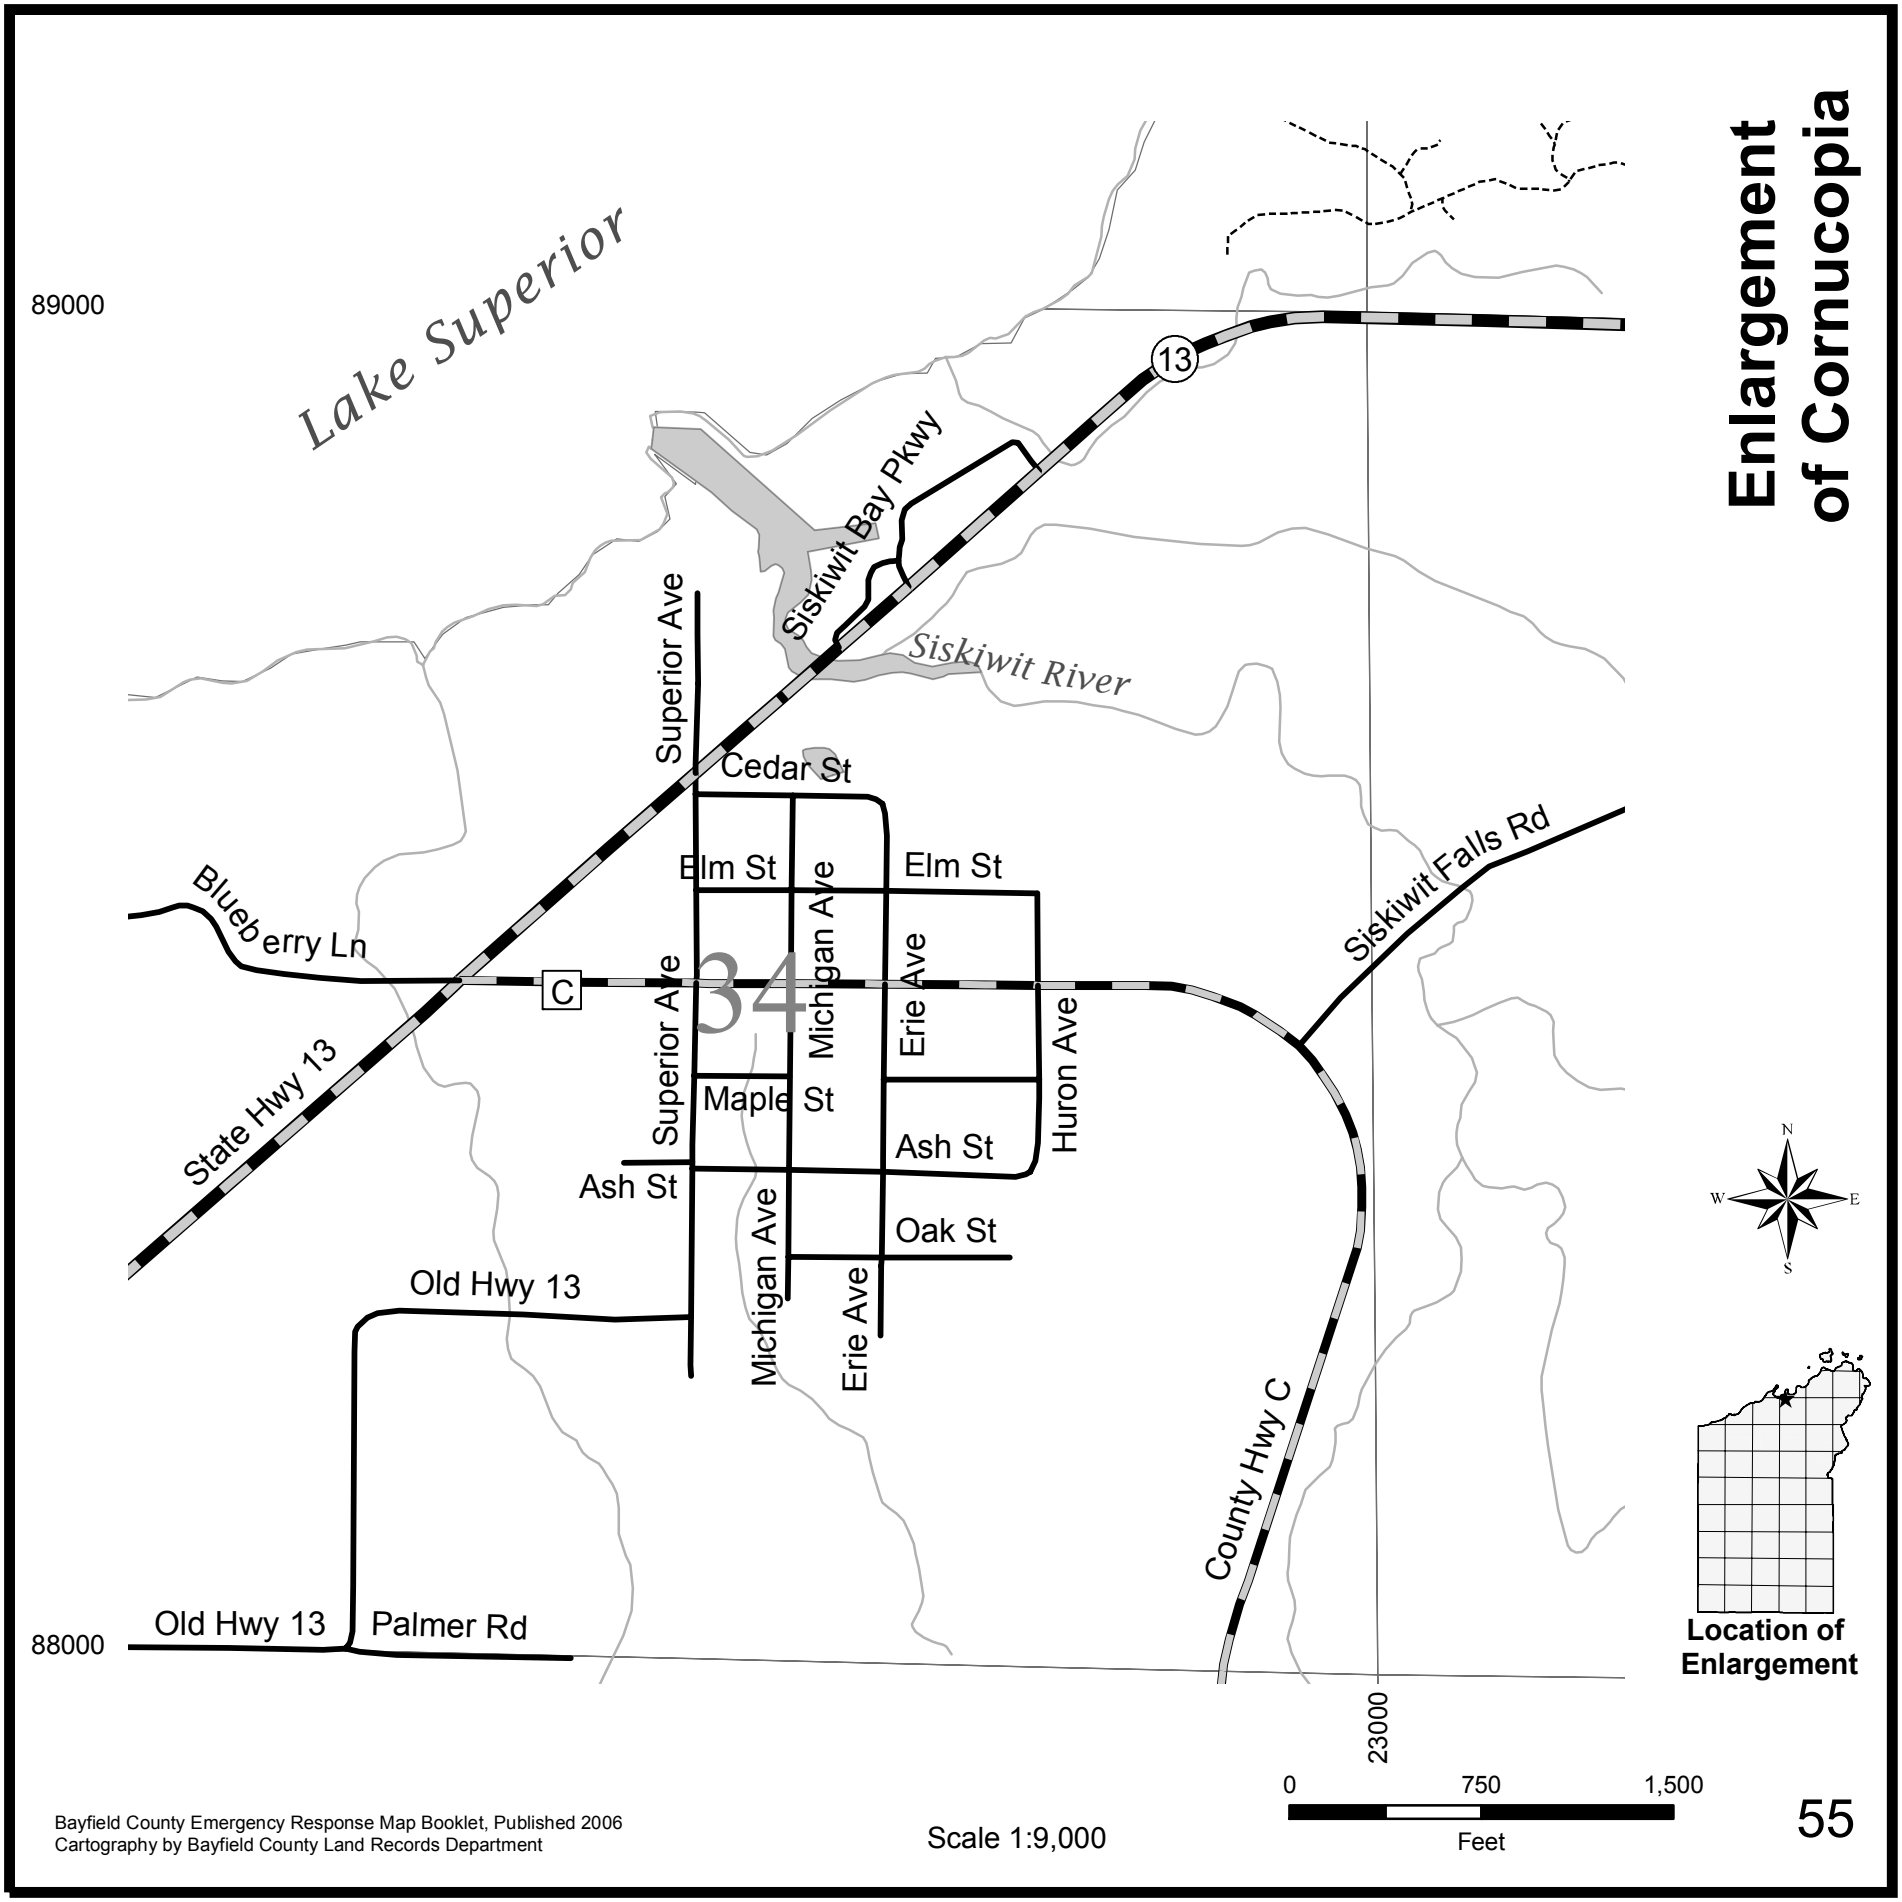 Enlargement
of Cornucopia
89000
Lake Superior
13
Siskiwit Bay Pkwy
Siskiwit River
Superior Ave
Cedar St
Elm St
Elm St
Michigan Ave
Siskiwit Falls Rd
Blueberry Ln
Erie Ave
34
C
Superior Ave
Huron Ave
State Hwy 13
Maple St
Ash St
Ash St
Oak St
Michigan Ave
Erie Ave
Old Hwy 13
County Hwy C
N
W
E
S
Old Hwy 13
Palmer Rd
88000
Location of
Enlargement
23000
0 750 1,500
Feet
Bayfield County Emergency Response Map Booklet, Published 2006
Cartography by Bayfield County Land Records Department
Scale 1:9,000
55